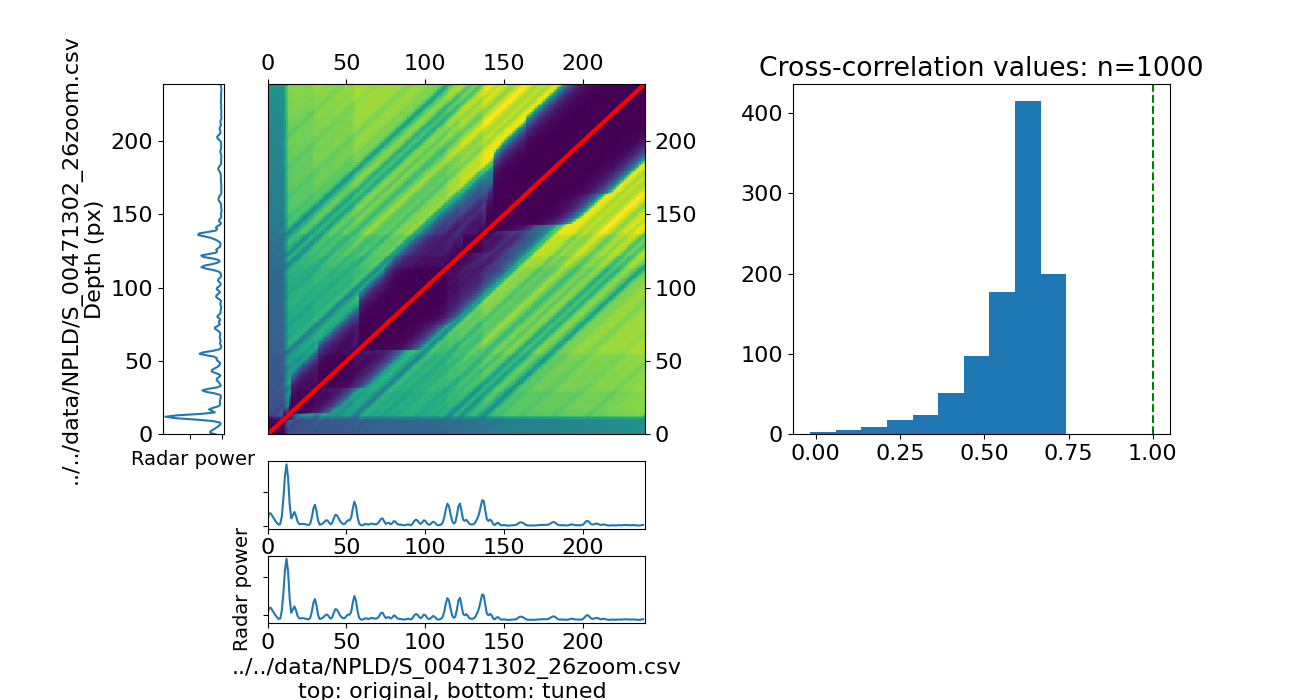 0 50 100 150 200
Cross-correlation values: n=1000
../../data/NPLD/S_00471302_26zoom.csv
Depth (px)
200
150
100
50
0
200
150
100
50
0
400
300
200
100
0
0.00 0.25 0.50 0.75 1.00
Radar power
0 50 100 150 200
Radar power
0 50 100 150 200
../../data/NPLD/S_00471302_26zoom.csv
top: original, bottom: tuned